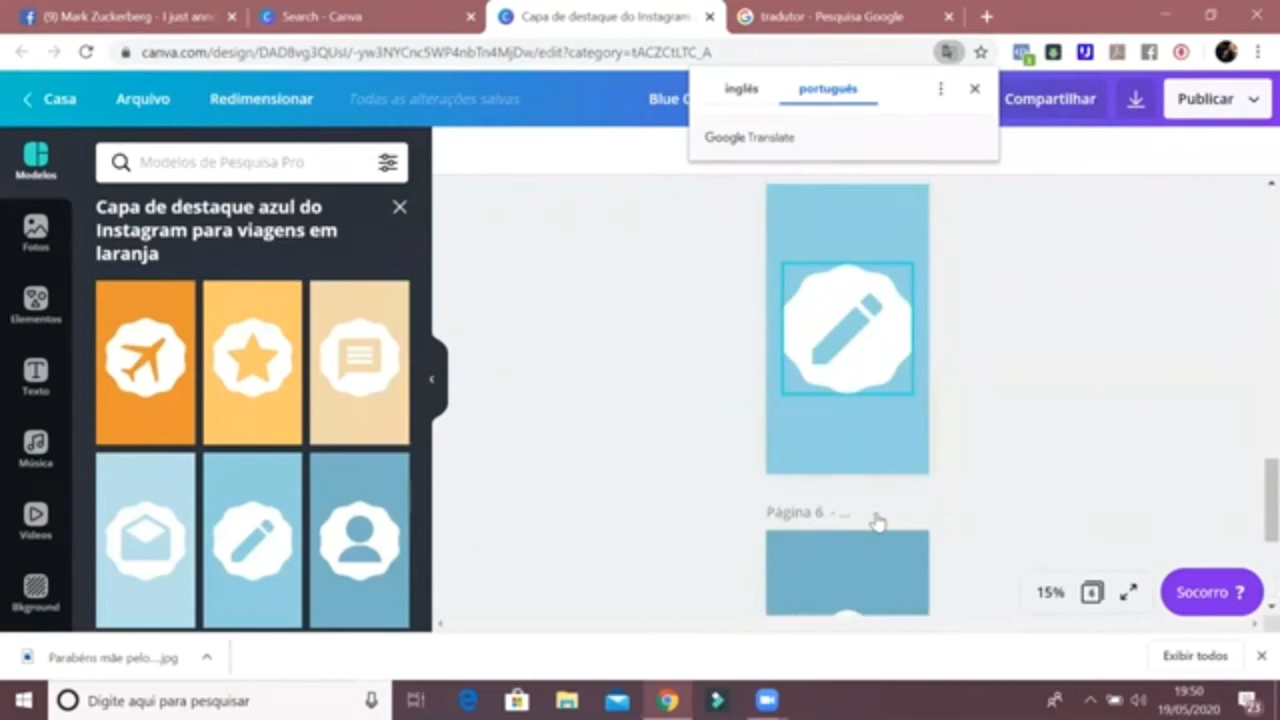 (9) Mark Zuckerberg - I just ann
Search - Canva
Capa de destaque do Instagram
tradutor - Pesquisa Google
canva.com/design/DAD8vg3QUsI/-yw3NYCnc5WP4nbTn4MjDw/edit?category=tACZCtLTC_A
inglês
português
Google Translate
Casa
Arquivo
Redimensionar
Todas as alterações salvas
Blue
Compartilhar
Publicar
Modelos
Modelos de Pesquisa Pro
Capa de destaque azul do
Instagram para viagens em
laranja
Fotos
Elementos
Texto
Música
Vídeos
Bkground
Página 6 - ...
15%
6
Socorro ?
Parabéns mãe pelo....jpg
Exibir todos
Digite aqui para pesquisar
19:50
19/05/2020
23